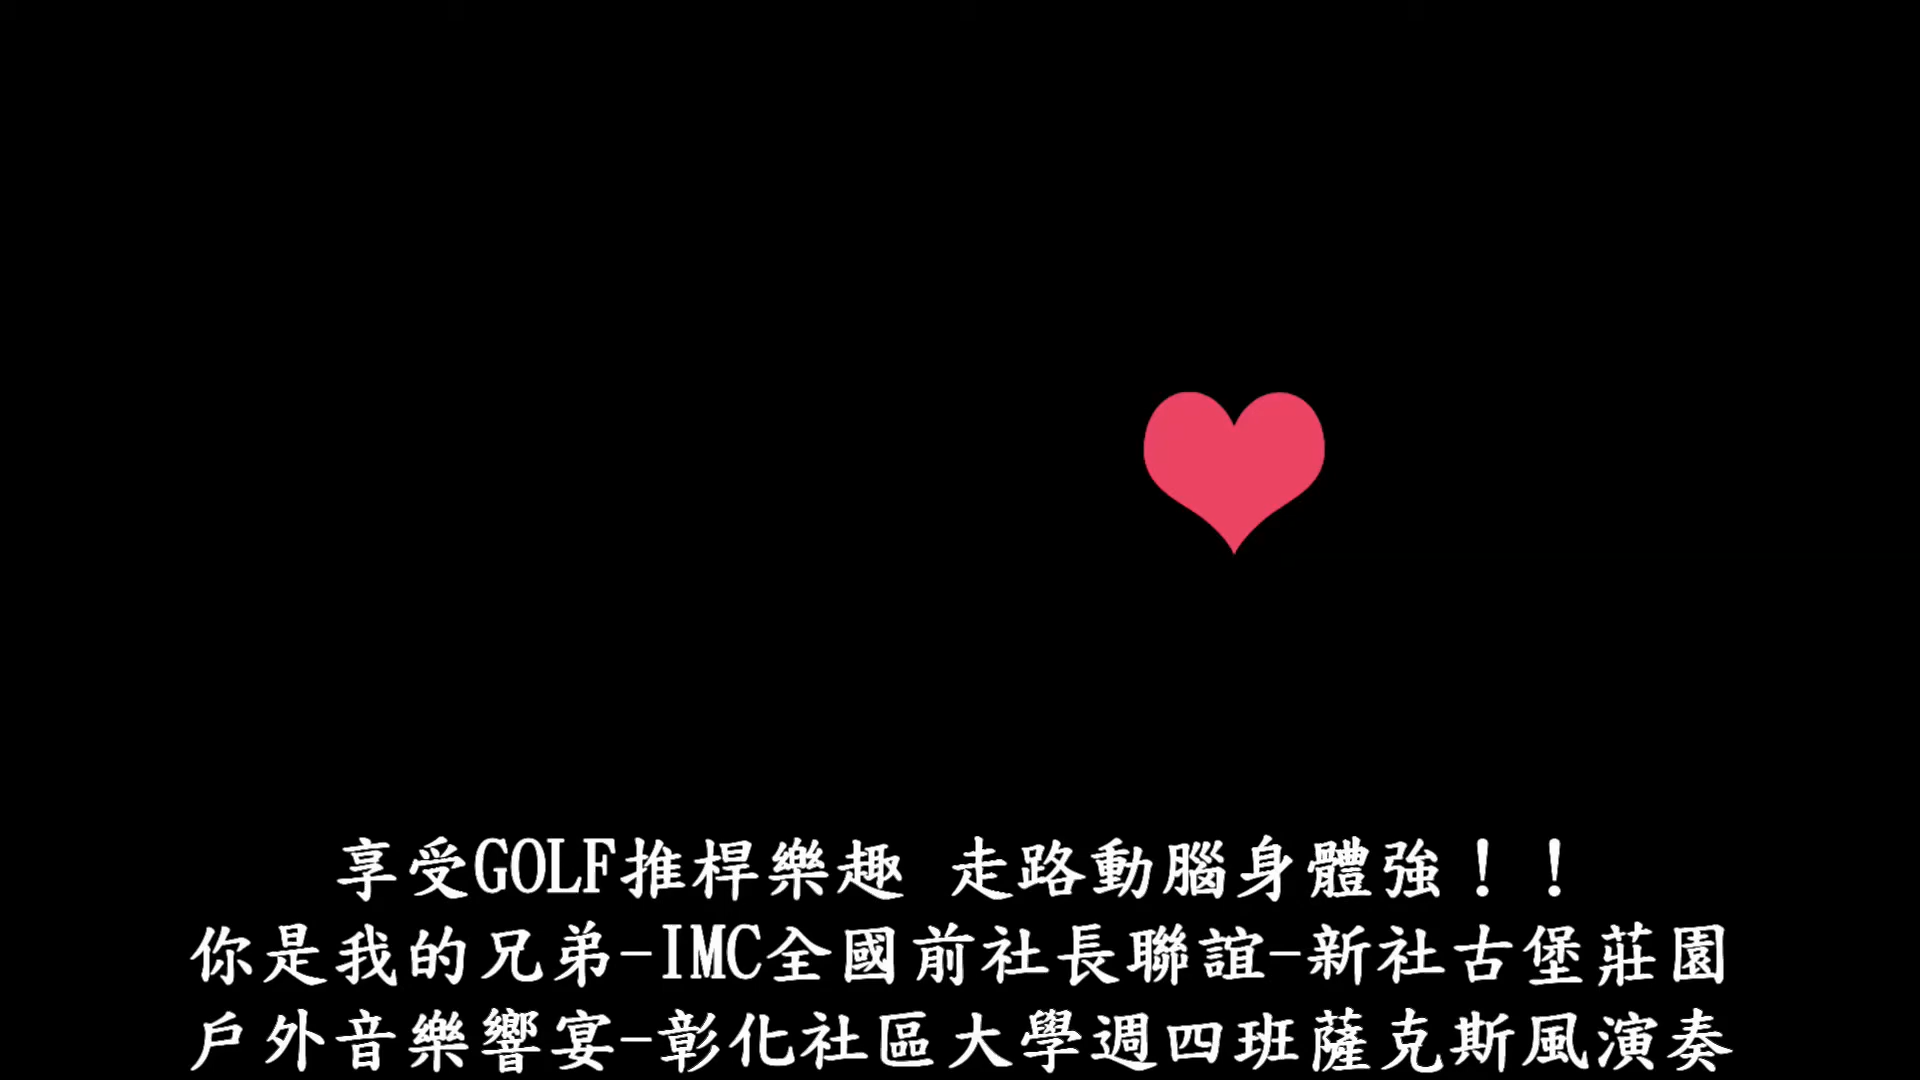 享受GOLF推桿樂趣 走路動腦身體強！！
你是我的兄弟-IMC全國前社長聯誼-新社古堡莊園
戶外音樂響宴-彰化社區大學週四班薩克斯風演奏